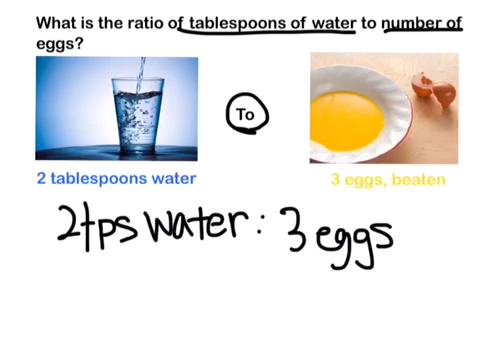 What is the ratio of tablespoons of water to number of
eggs?
To
2 tablespoons water
3 eggs, beaten
2tps water : 3 eggs